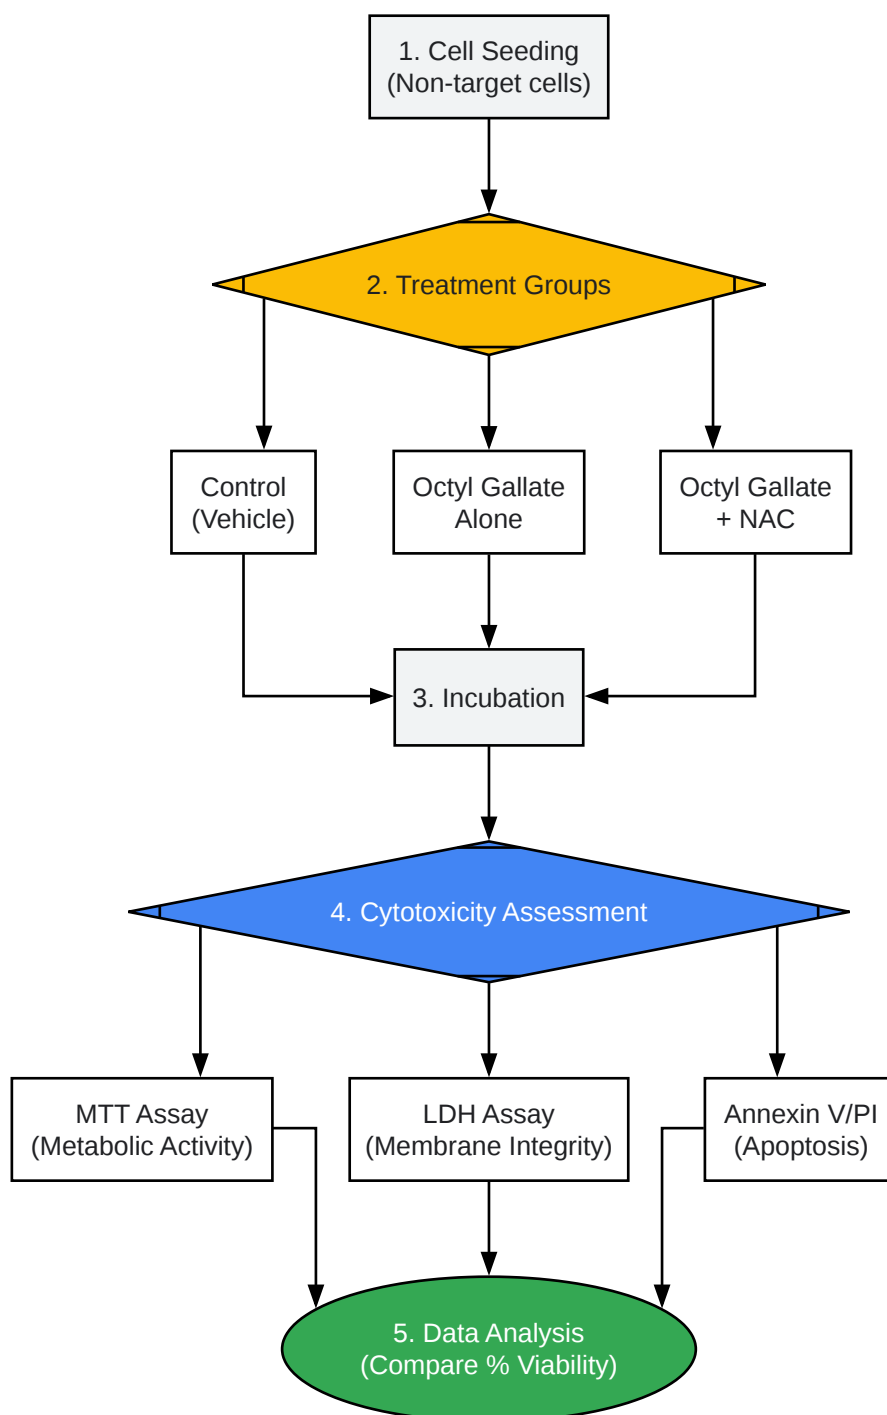 1. Cell Seeding
(Non-target cells)
2. Treatment Groups
Control
(Vehicle)
Octyl Gallate
Alone
Octyl Gallate
+ NAC
3. Incubation
4. Cytotoxicity Assessment
MTT Assay
(Metabolic Activity)
LDH Assay
(Membrane Integrity)
Annexin V/PI
(Apoptosis)
5. Data Analysis
(Compare % Viability)